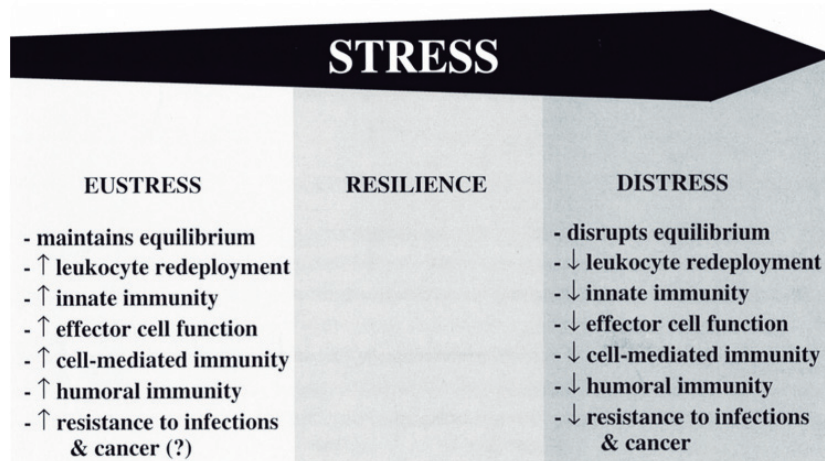 STRESS
EUSTRESS
- maintains equilibrium
- ↑ leukocyte redeployment
- ↑ innate immunity
- ↑ effector cell function
- ↑ cell-mediated immunity
- ↑ humoral immunity
- ↑ resistance to infections
& cancer (?)
RESILIENCE
DISTRESS
- disrupts equilibrium
- ↓ leukocyte redeployment
- ↓ innate immunity
- ↓ effector cell function
- ↓ cell-mediated immunity
- ↓ humoral immunity
- ↓ resistance to infections
& cancer